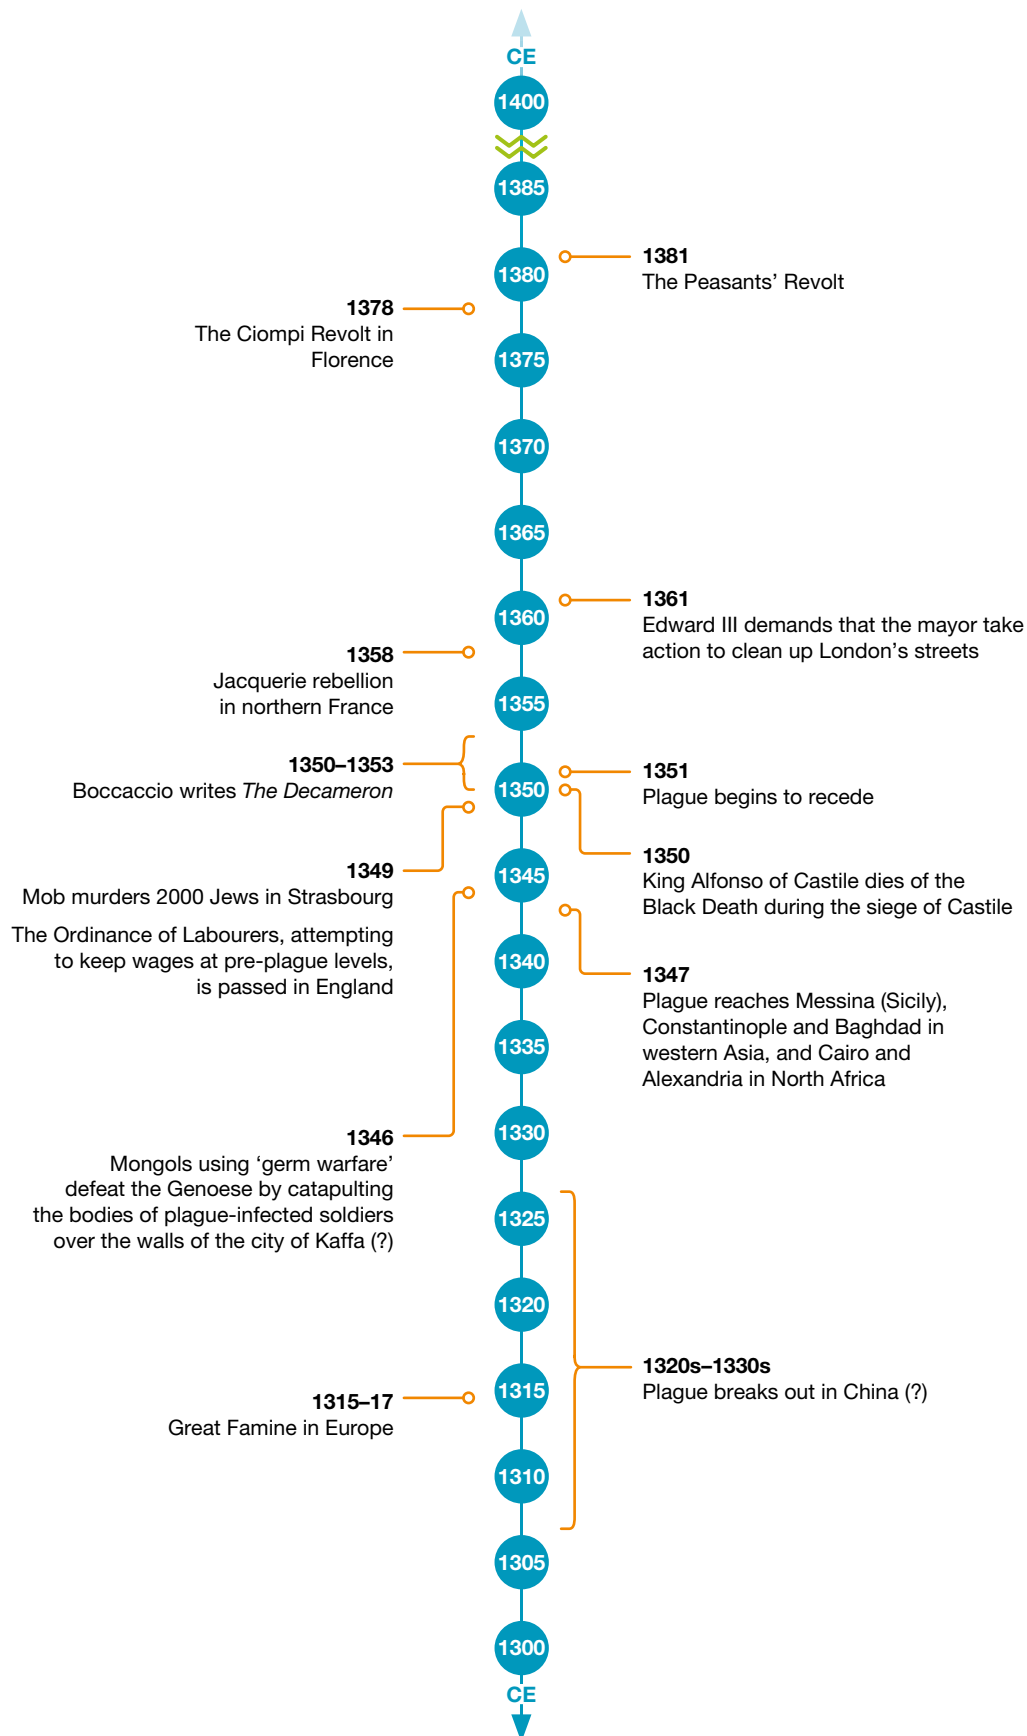 CE
1400
1385
1381
The Peasants’ Revolt
1380
1378
The Ciompi Revolt in
Florence
1375
1370
1365
1361
Edward III demands that the mayor take
action to clean up London’s streets
1360
1358
Jacquerie rebellion
in northern France
1355
1350–1353
Boccaccio writes The Decameron
1351
Plague begins to recede
1350
1350
King Alfonso of Castile dies of the
Black Death during the siege of Castile
1349
Mob murders 2000 Jews in Strasbourg
The Ordinance of Labourers, attempting
to keep wages at pre-plague levels,
is passed in England
1345
1347
Plague reaches Messina (Sicily),
Constantinople and Baghdad in
western Asia, and Cairo and
Alexandria in North Africa
1340
1335
1346
Mongols using ‘germ warfare’
defeat the Genoese by catapulting
the bodies of plague-infected soldiers
over the walls of the city of Kaffa (?)
1330
1325
1320
1320s–1330s
Plague breaks out in China (?)
1315–17
Great Famine in Europe
1315
1310
1305
1300
CE